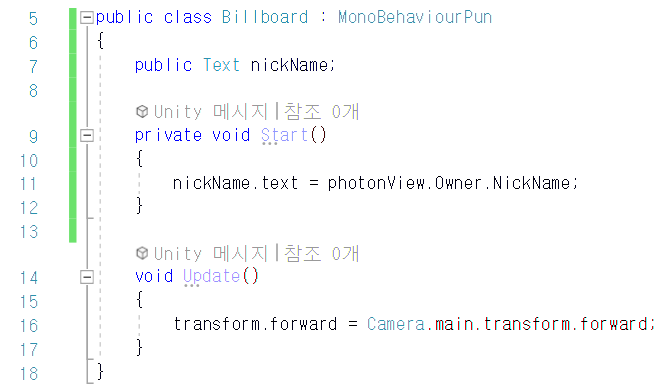 5 public class Billboard : MonoBehaviourPun
6 {
7 public Text nickName;
8
Unity 메시지 | 참조 0개
9 private void Start()
10 {
11 nickName.text = photonView.Owner.NickName;
12 }
13
Unity 메시지 | 참조 0개
14 void Update()
15 {
16 transform.forward = Camera.main.transform.forward;
17 }
18 }